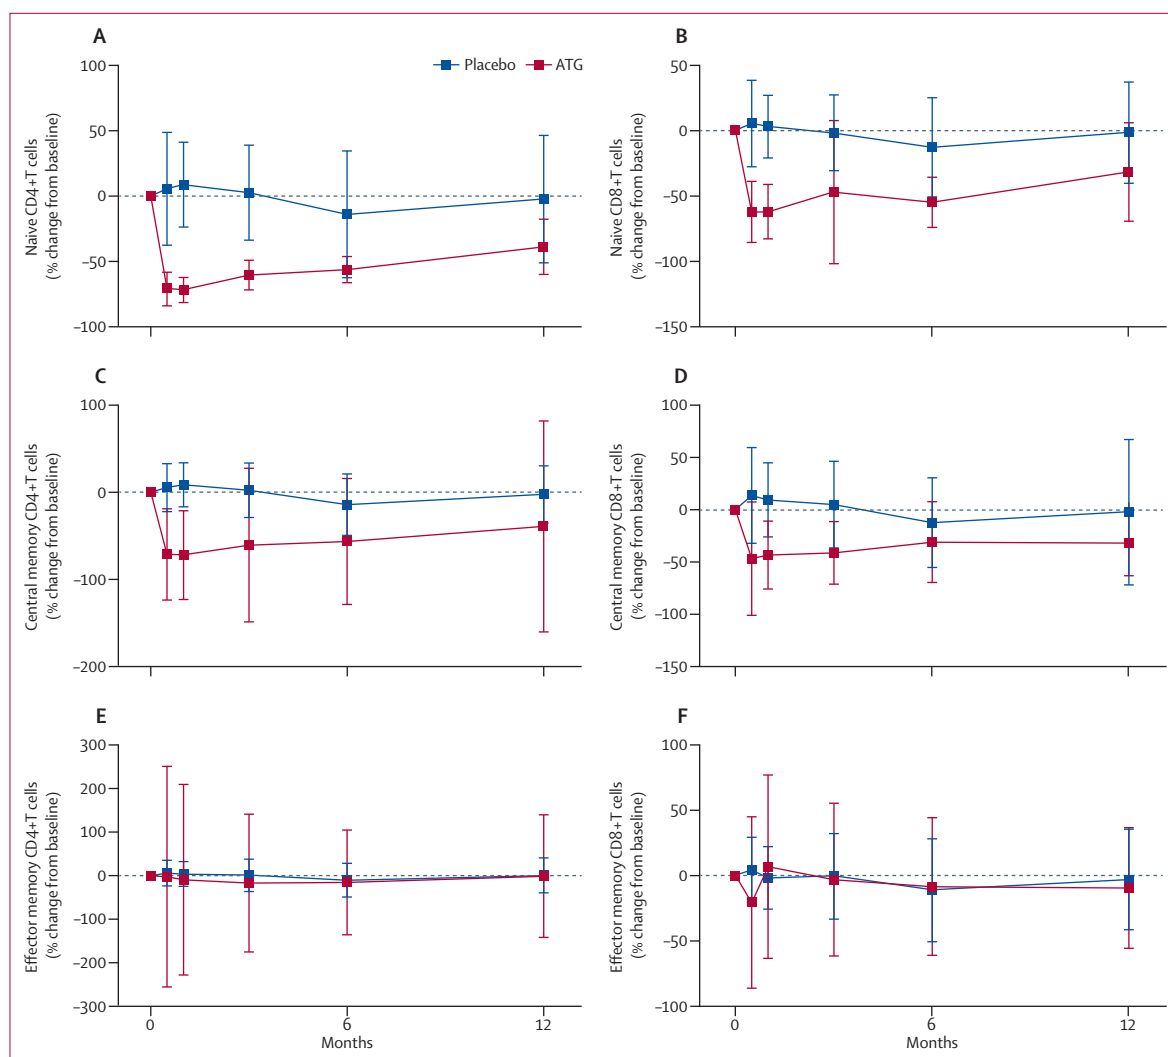 A
Placebo ATG
Naive CD4+T cells
(% change from baseline)
100
50
0
–50
–100
B
Naive CD8+T cells
(% change from baseline)
50
0
–50
–100
–150
C
Central memory CD4+T cells
(% change from baseline)
100
0
–100
–200
D
Central memory CD8+T cells
(% change from baseline)
100
50
0
–50
–100
–150
E
Effector memory CD4+T cells
(% change from baseline)
300
200
100
0
–100
–200
–300
0 6 12
Months
F
Effector memory CD8+T cells
(% change from baseline)
100
50
0
–50
–100
0 6 12
Months